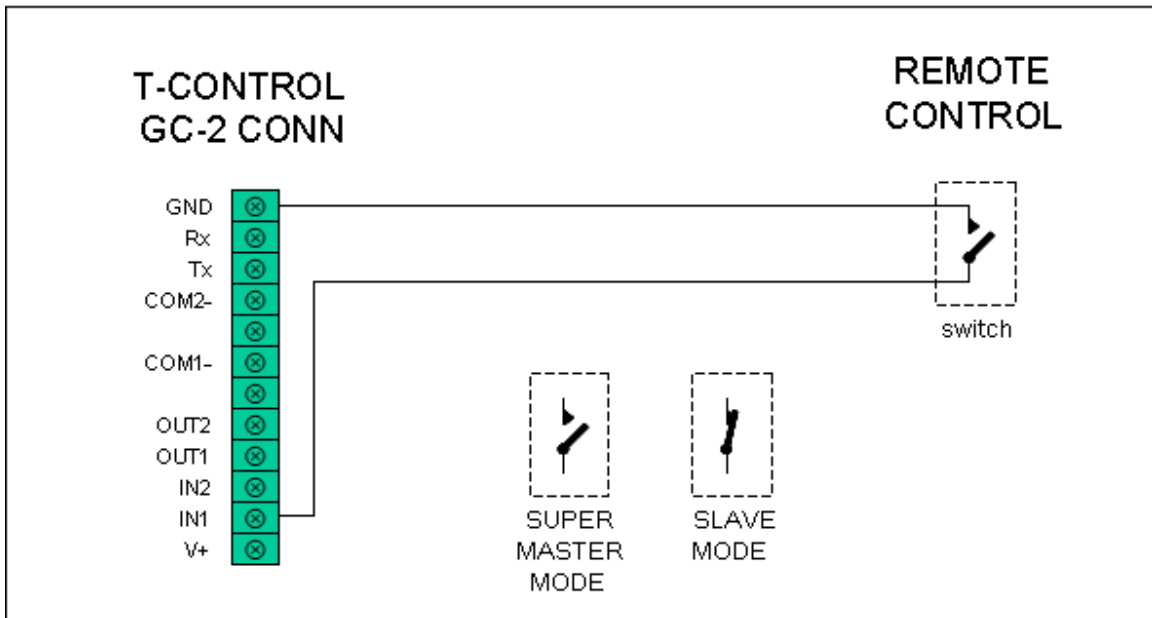 T-CONTROL
GC-2 CONN
REMOTE
CONTROL
GND
Rx
Tx
COM2-
COM1-
OUT2
OUT1
IN2
IN1
V+
switch
SUPER
MASTER
MODE
SLAVE
MODE